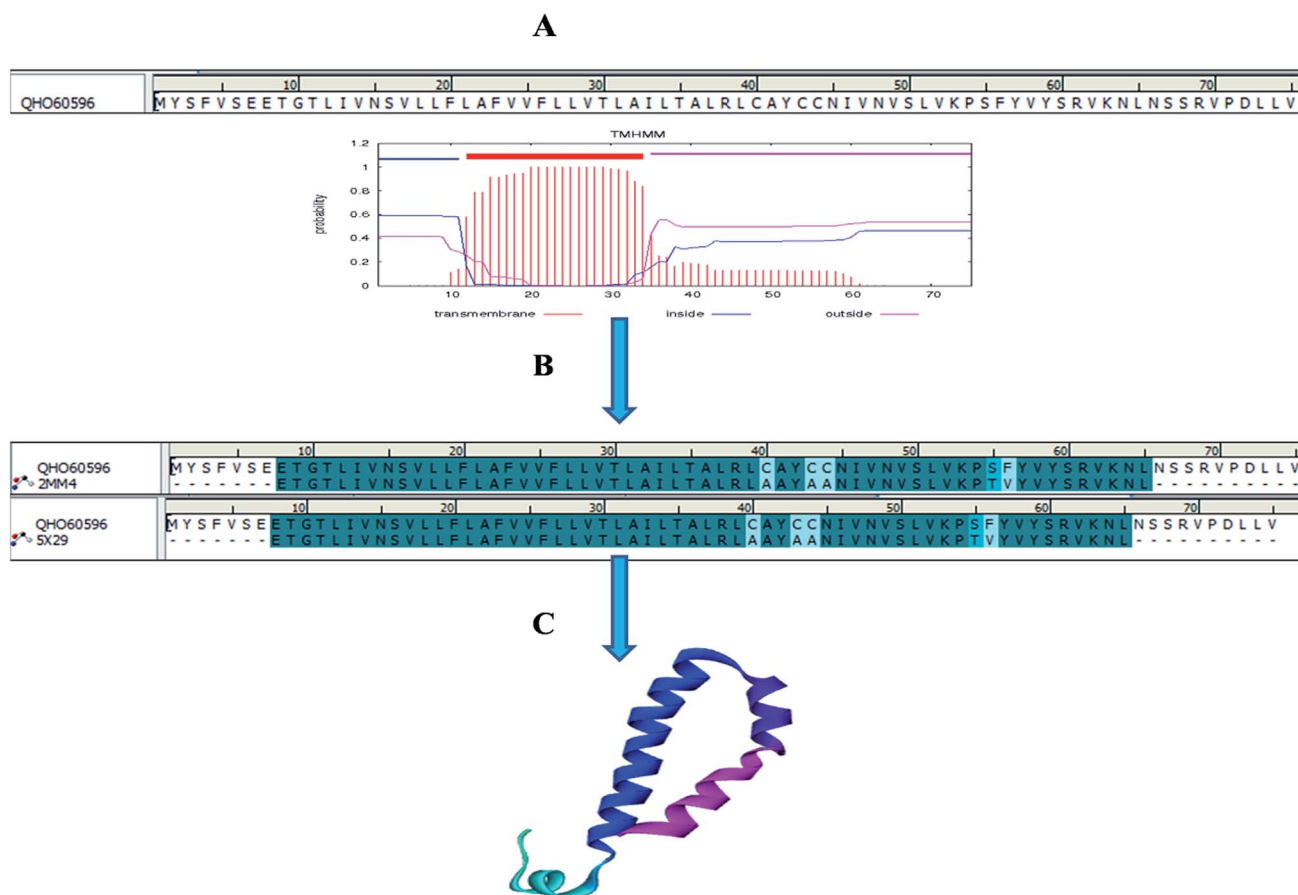 A
10 20 30 40 50 60 70
QHO60596 MYSFVSEETGTLIVNSVLLFLAFVVFLLVTLAILTALRLCAYCCNIVNVSLVKPSFYVYSRVKNLNSSRVPDLLV
TMHMM
1.2
1
0.8
0.6
0.4
0.2
0
probability
10 20 30 40 50 60 70
transmembrane inside outside
B
10 20 30 40 50 60 70
QHO60596 MYSFVSEETGTLIVNSVLLFLAFVVFLLVTLAILTALRLCAYCCNIVNVSLVKPSFYVYSRVKNLNSSRVPDLLV
2MM4 -------ETGTLIVNSVLLFLAFVVFLLVTLAILTALRLAAYAANIVNVSLVKPTVYVYSRVKNL----------
10 20 30 40 50 60 70
QHO60596 MYSFVSEETGTLIVNSVLLFLAFVVFLLVTLAILTALRLCAYCCNIVNVSLVKPSFYVYSRVKNLNSSRVPDLLV
5X29 -------ETGTLIVNSVLLFLAFVVFLLVTLAILTALRLAAYAANIVNVSLVKPTVYVYSRVKNL----------
C